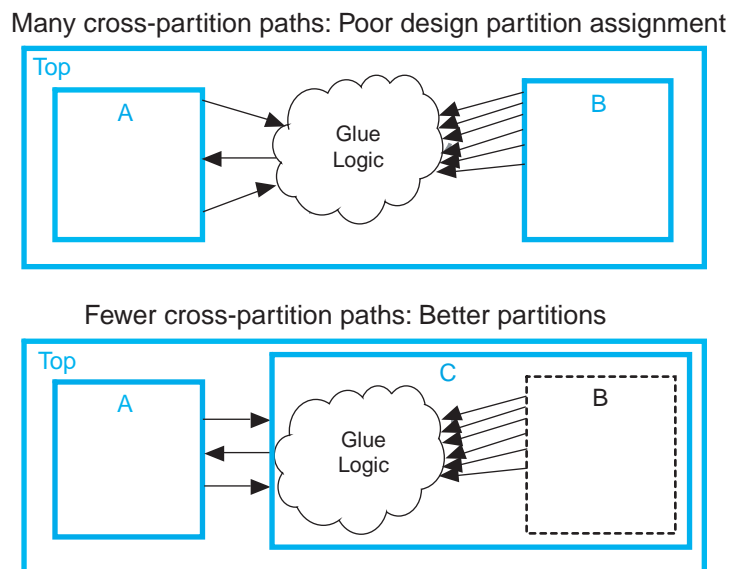 Many cross-partition paths: Poor design partition assignment
Top
A
B
Glue
Logic
Fewer cross-partition paths: Better partitions
Top
C
A
B
Glue
Logic